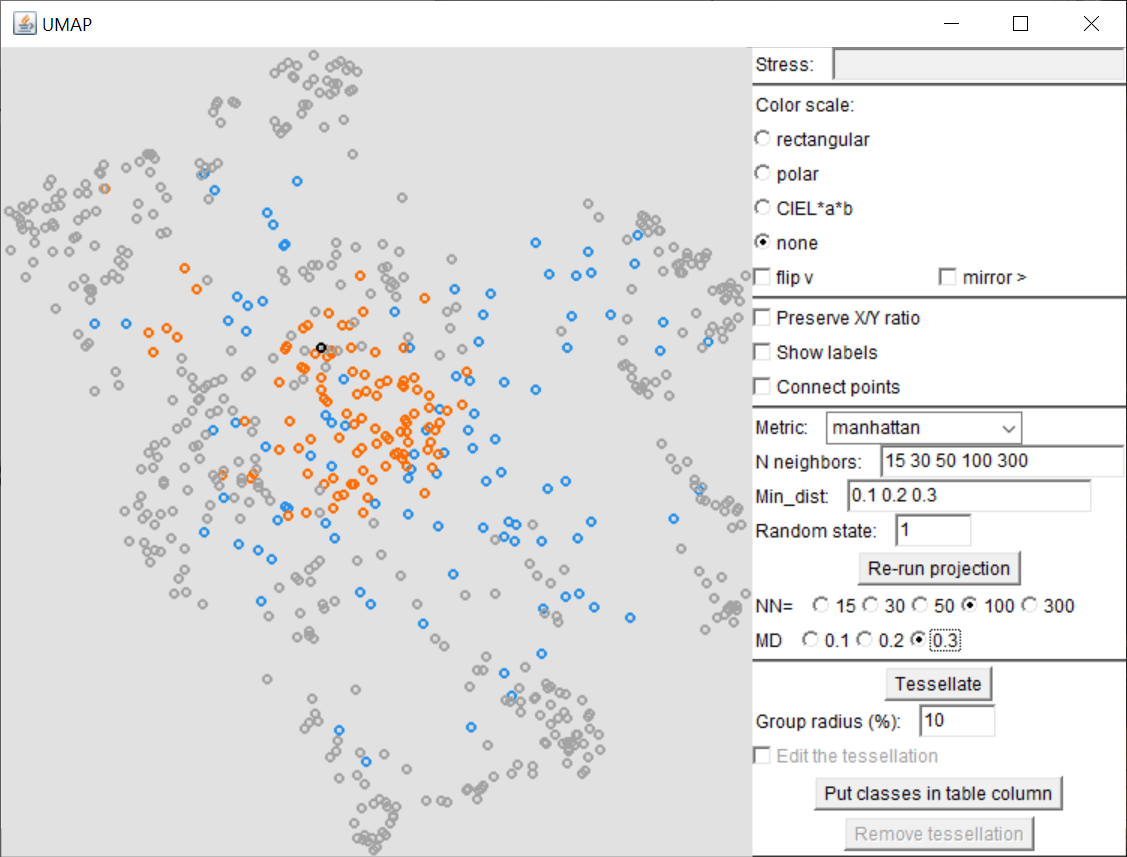 UMAP
Stress:
Color scale:
rectangular
polar
CIEL*a*b
none
flip v mirror >
Preserve X/Y ratio
Show labels
Connect points
Metric: manhattan
N neighbors: 15 30 50 100 300
Min_dist: 0.1 0.2 0.3
Random state: 1
Re-run projection
NN= 15 30 50 100 300
MD 0.1 0.2 0.3
Tessellate
Group radius (%): 10
Edit the tessellation
Put classes in table column
Remove tessellation